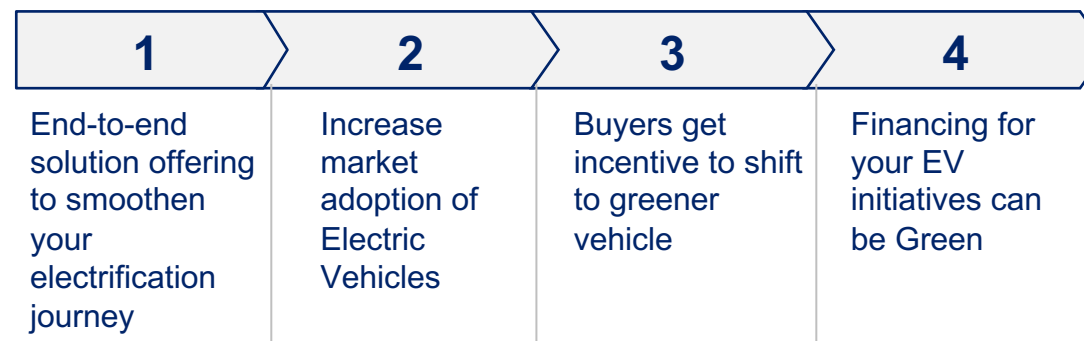 1
2
3
4
End-to-end
solution offering
to smoothen
your
electrification
journey
Increase
market
adoption of
Electric
Vehicles
Buyers get
incentive to shift
to greener
vehicle
Financing for
your EV
initiatives can
be Green